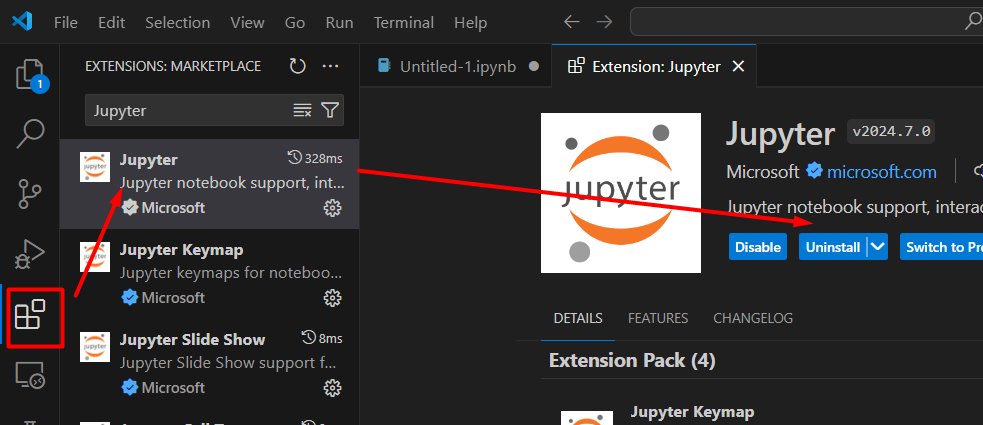 File Edit Selection View Go Run Terminal Help
EXTENSIONS: MARKETPLACE
1
Jupyter
Jupyter
328ms
Jupyter notebook support, int...
Microsoft
Jupyter Keymap
Jupyter keymaps for noteboo...
Microsoft
Jupyter Slide Show
8ms
Jupyter Slide Show support f...
Microsoft
Untitled-1.ipynb
Extension: Jupyter
jupyter
Jupyter
v2024.7.0
Microsoft microsoft.com
Jupyter notebook support, interac
Disable Uninstall Switch to Pr
DETAILS FEATURES CHANGELOG
Extension Pack (4)
Jupyter Keymap